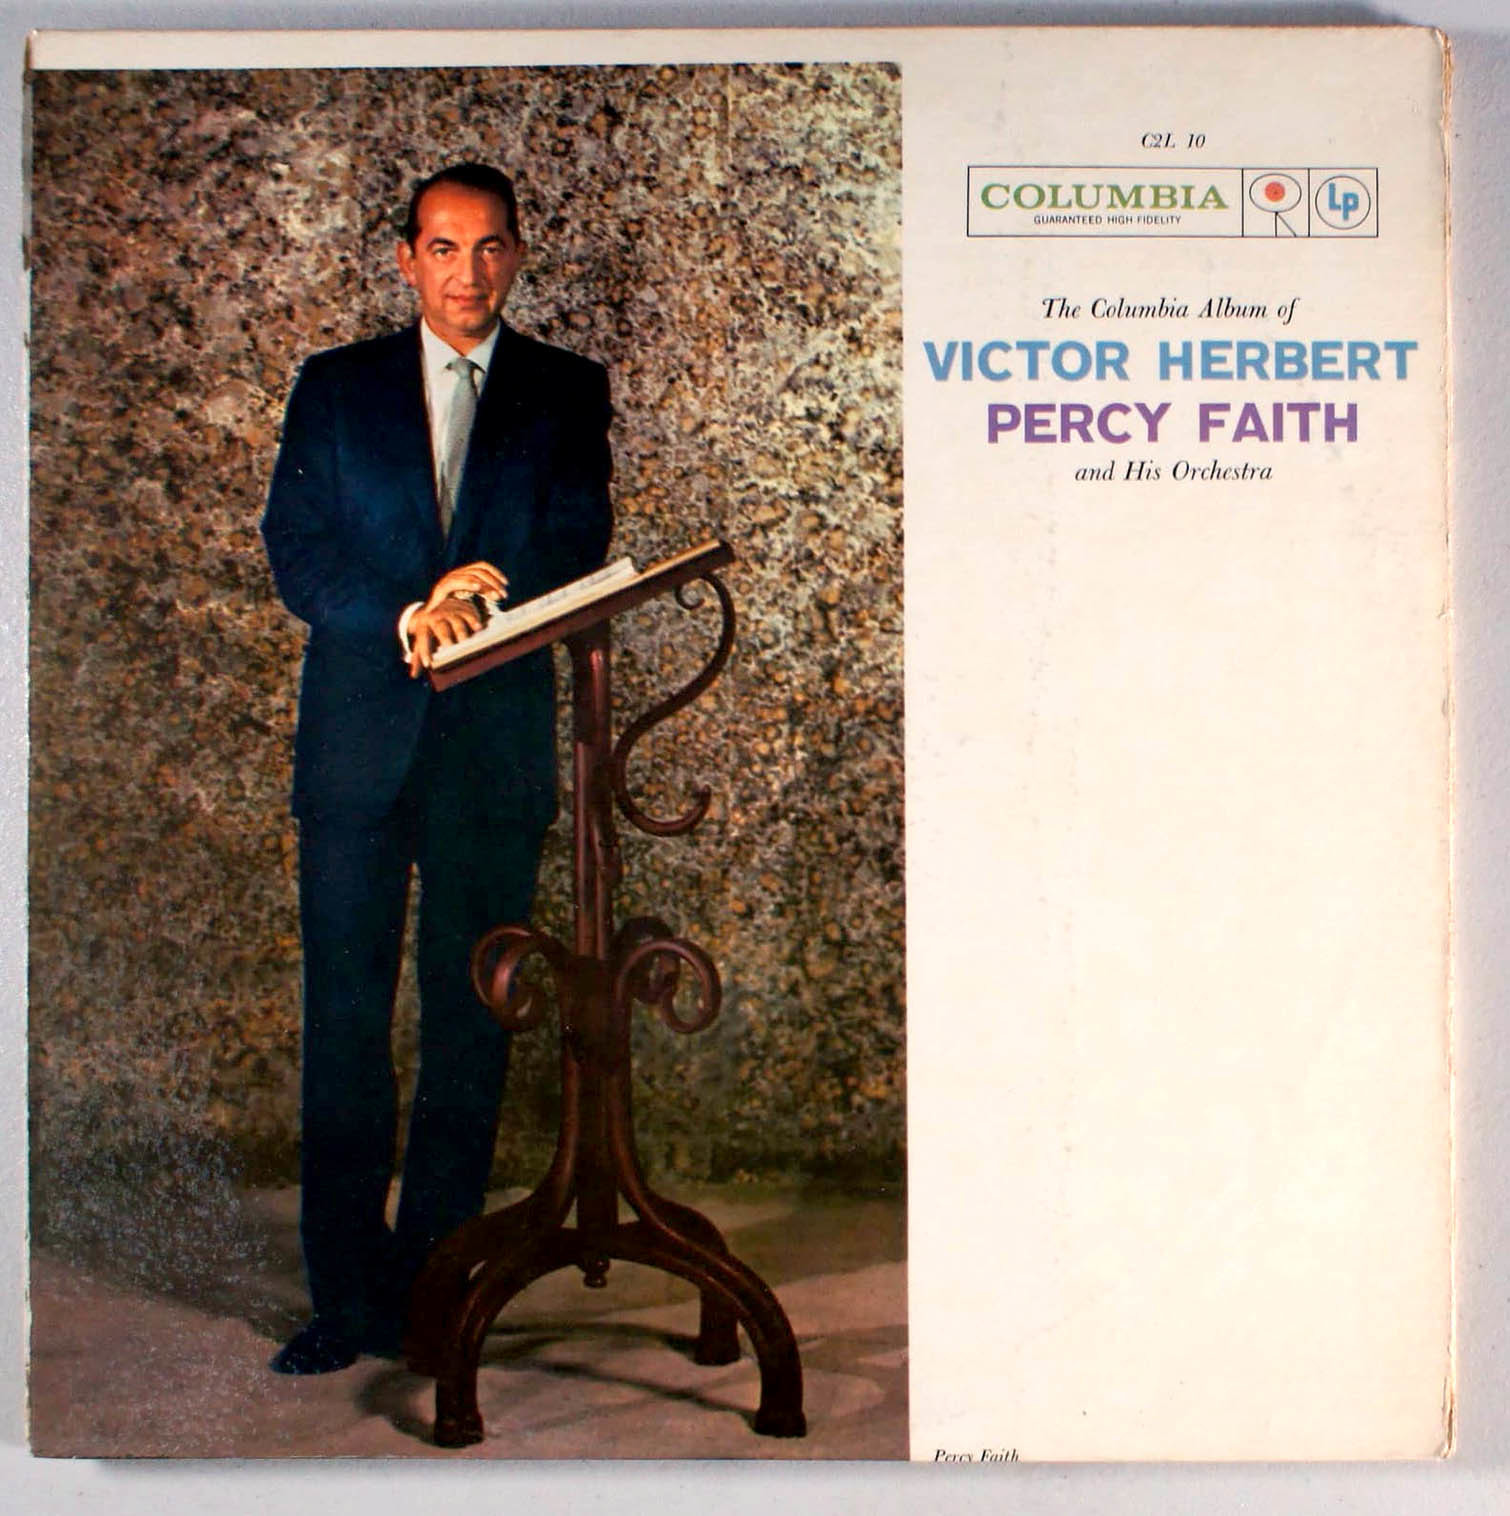 C2L 10
COLUMBIA
GUARANTEED HIGH FIDELITY
Lp
The Columbia Album of
VICTOR HERBERT
PERCY FAITH
and His Orchestra
Percy Faith